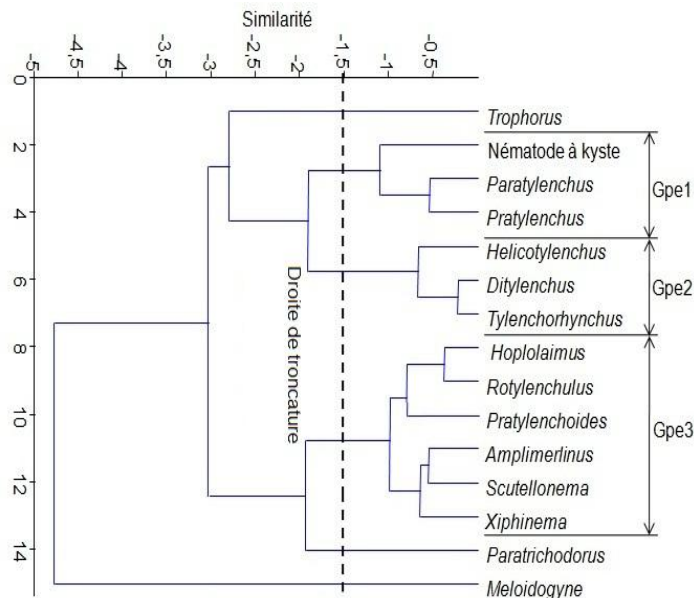 Similarité
-5
-4,5
-4
-3,5
-3
-2,5
-2
-1,5
-1
-0,5
0
2
4
6
8
10
12
14
Droite de troncature
Trophorus
Nématode à kyste
Paratylenchus
Pratylenchus
Helicotylenchus
Ditylenchus
Tylenchorhynchus
Hoplolaimus
Rotylenchulus
Pratylenchoides
Amplimerlinus
Scutellonema
Xiphinema
Paratrichodorus
Meloidogyne
Gpe1
Gpe2
Gpe3